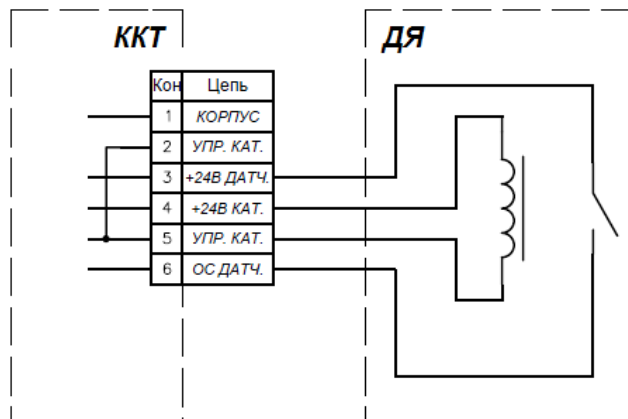 ККТ
ДЯ
Кон Цепь
1 КОРПУС
2 УПР. КАТ.
3 +24В ДАТЧ.
4 +24В КАТ.
5 УПР. КАТ.
6 ОС ДАТЧ.